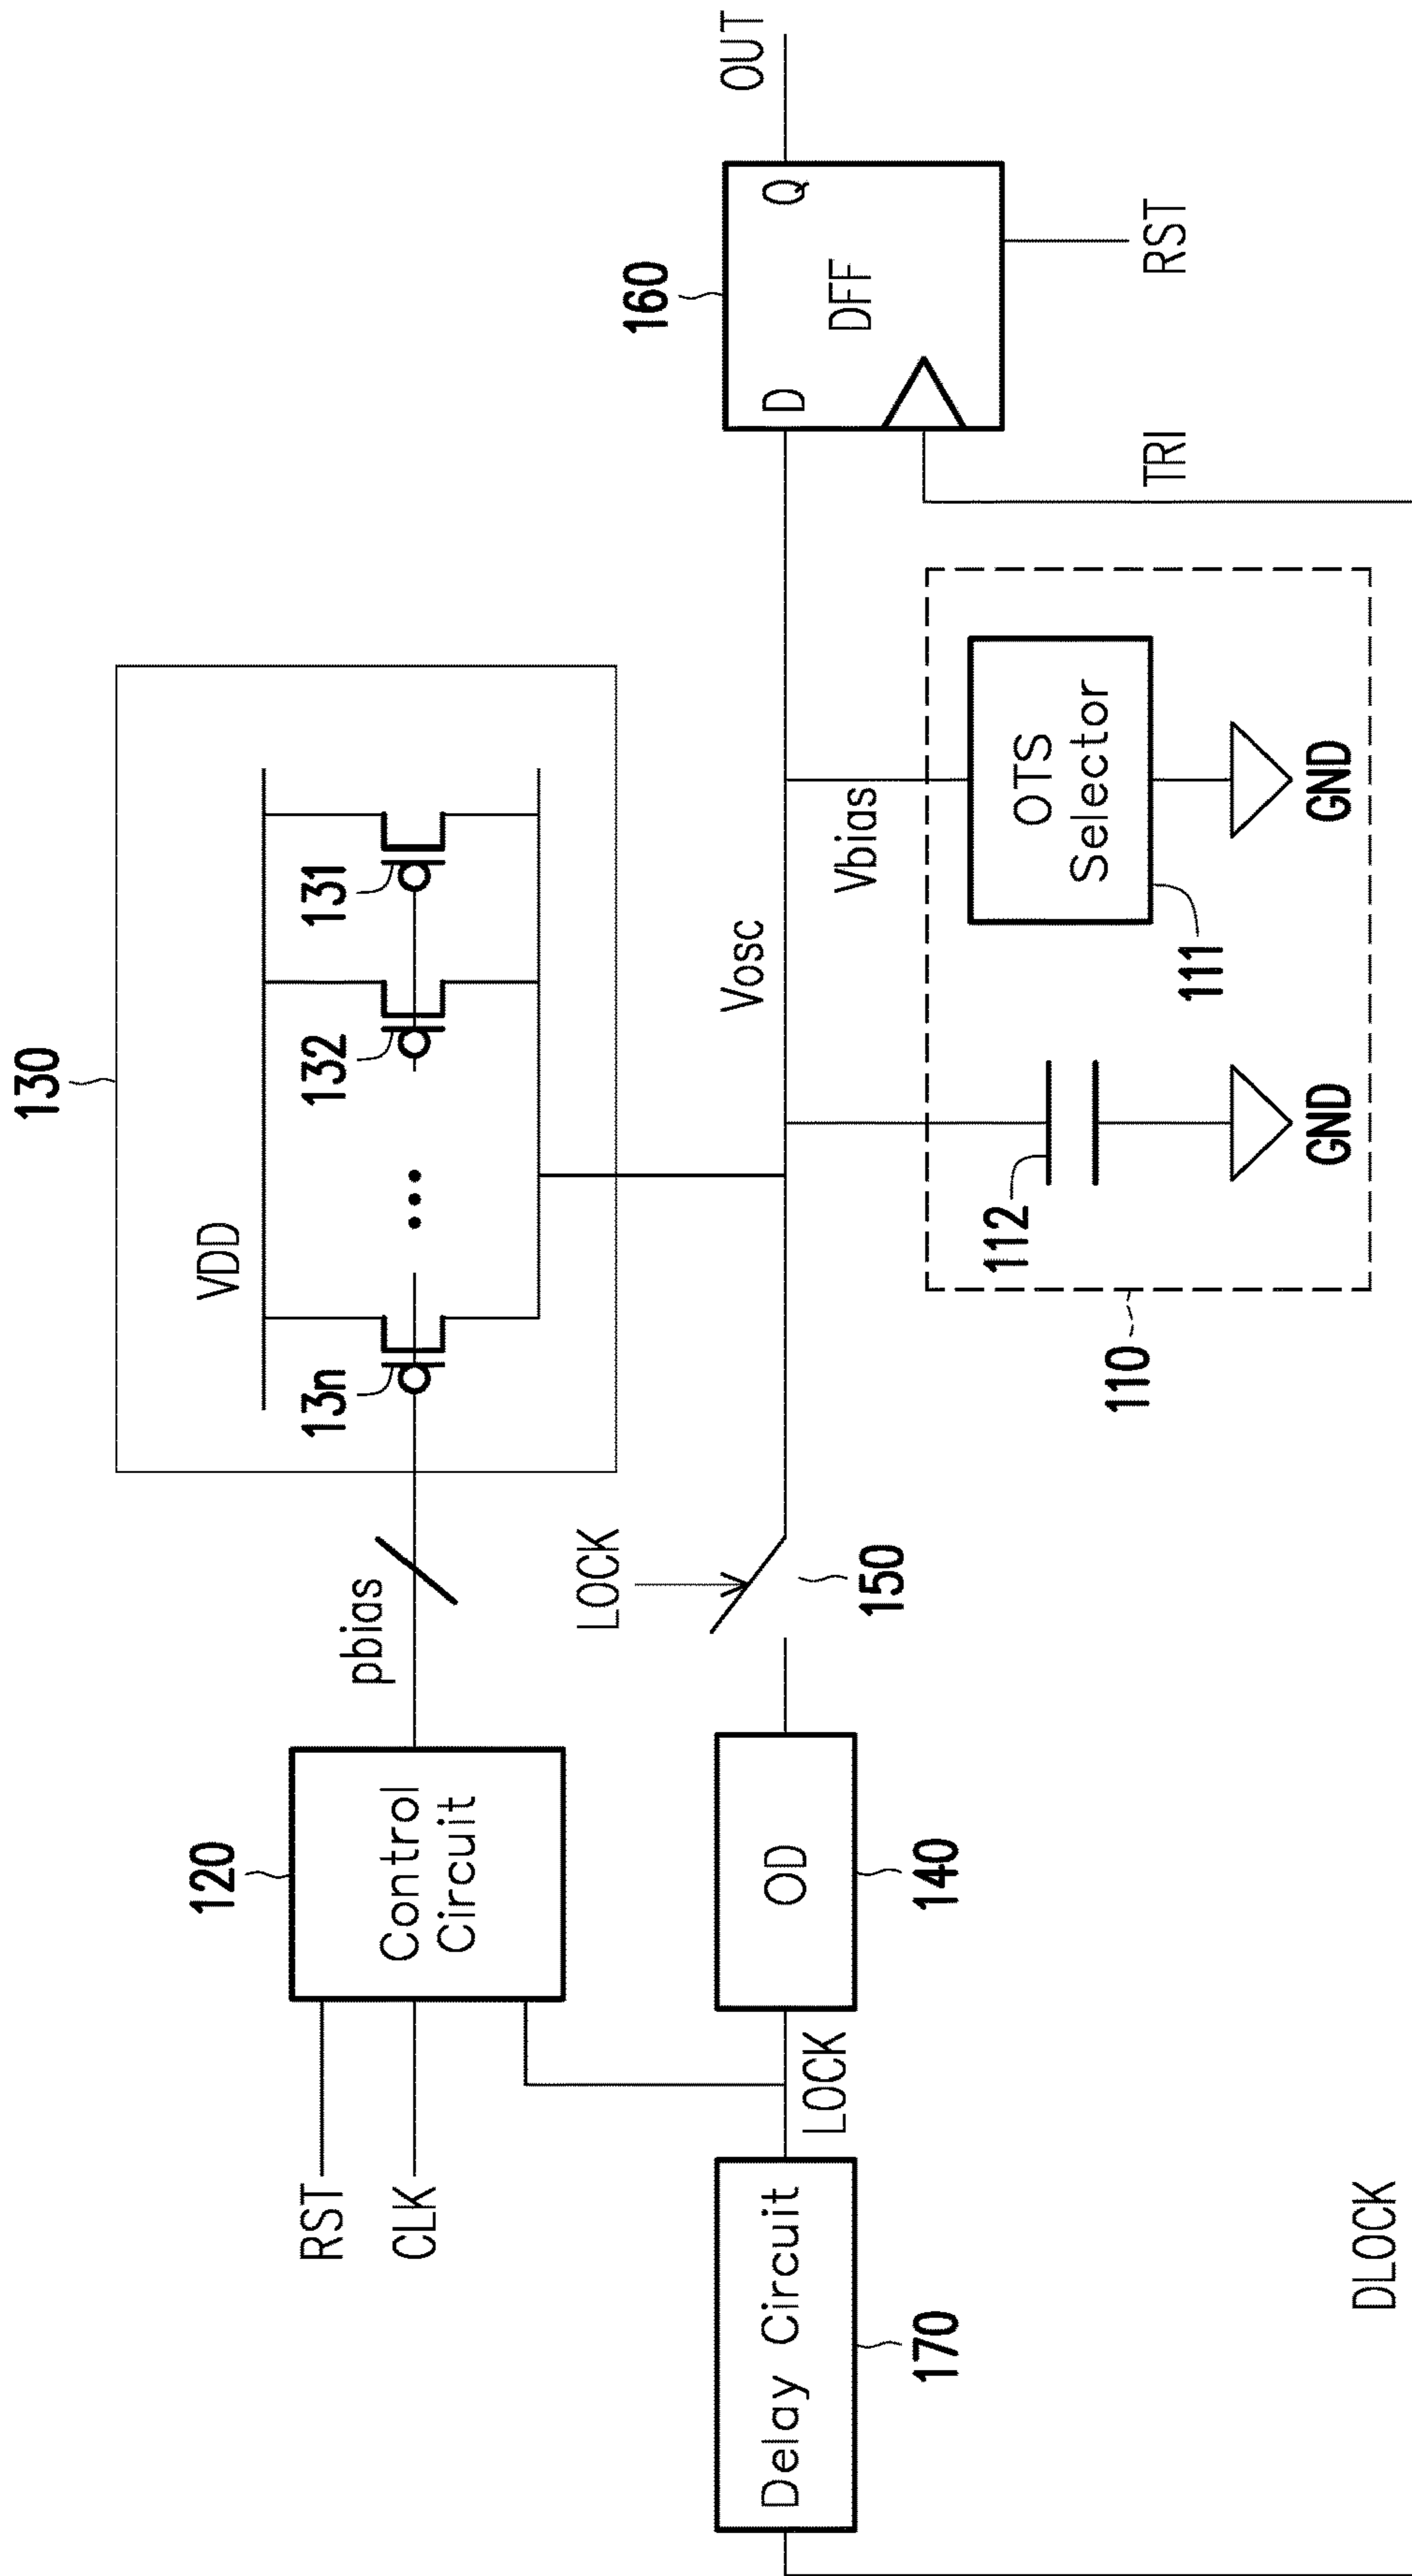 130
VDD
13n
132
131
pbias
120
Control
Circuit
RST
CLK
LOCK
150
Vosc
Vbias
OD
140
LOCK
Delay Circuit
170
DLOCK
110
112
GND
OTS
Selector
111
GND
160
D
Q
DFF
OUT
RST
TRI